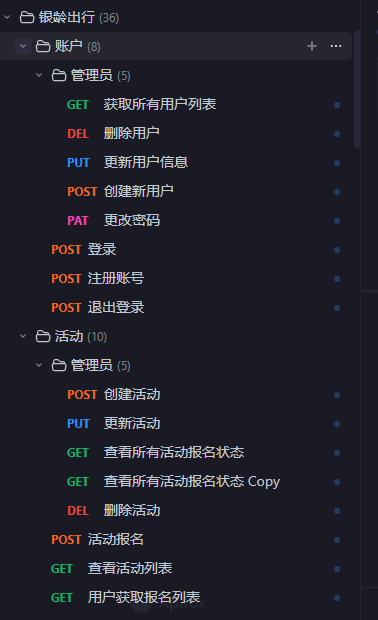 银龄出行 (36)
账户 (8)
管理员 (5)
GET 获取所有用户列表
DEL 删除用户
PUT 更新用户信息
POST 创建新用户
PAT 更改密码
POST 登录
POST 注册账号
POST 退出登录
活动 (10)
管理员 (5)
POST 创建活动
PUT 更新活动
GET 查看所有活动报名状态
GET 查看所有活动报名状态 Copy
DEL 删除活动
POST 活动报名
GET 查看活动列表
GET 用户获取报名列表